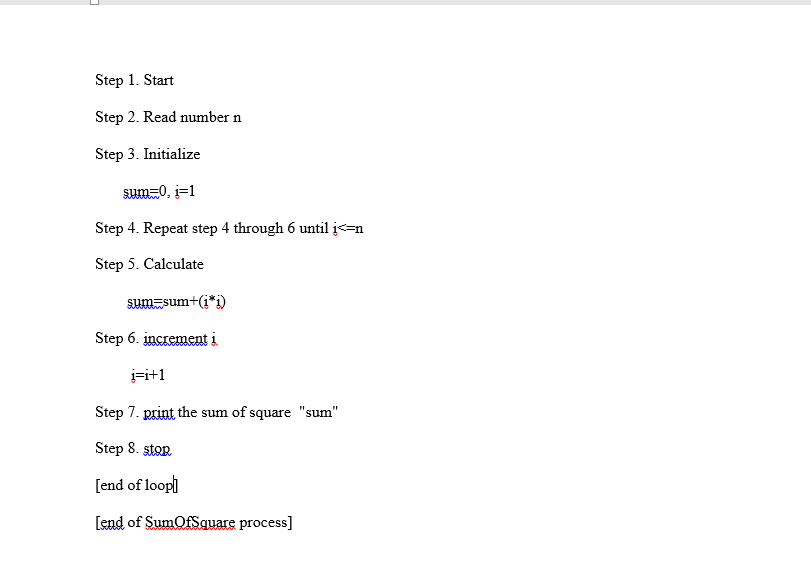 Step 1. Start
Step 2. Read number n
Step 3. Initialize
sum=0, i=1
Step 4. Repeat step 4 through 6 until i<=n
Step 5. Calculate
sum=sum+(i*i)
Step 6. increment i
i=i+1
Step 7. print the sum of square  "sum"
Step 8. stop
[end of loop]
[end of SumOfSquare process]